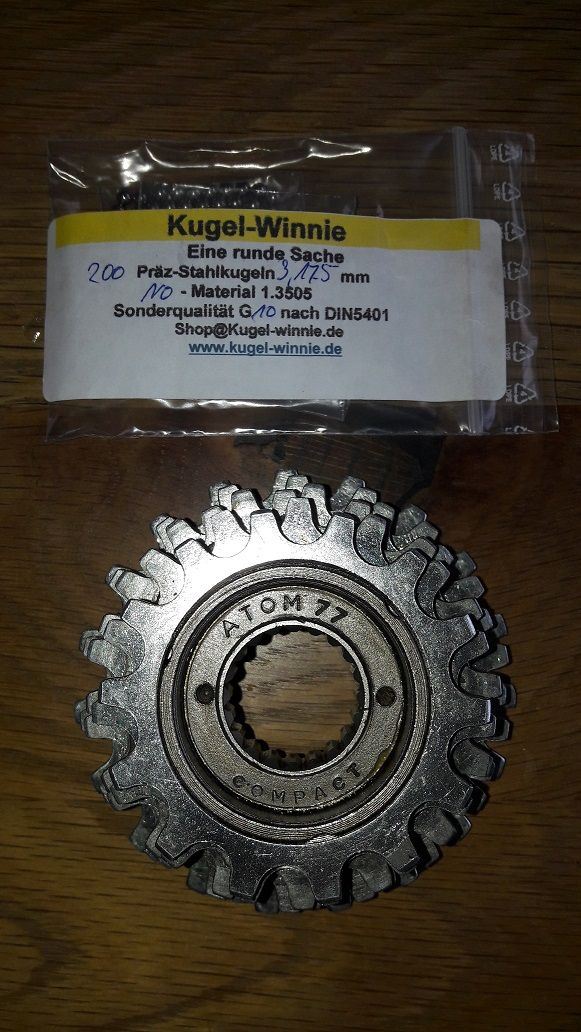 Kugel-Winnie
Eine runde Sache
200 Präz-Stahlkugeln 3,175 mm
10 - Material 1.3505
Sonderqualität G10 nach DIN5401
Shop@Kugel-winnie.de
www.kugel-winnie.de
ATOM 77
COMPACT